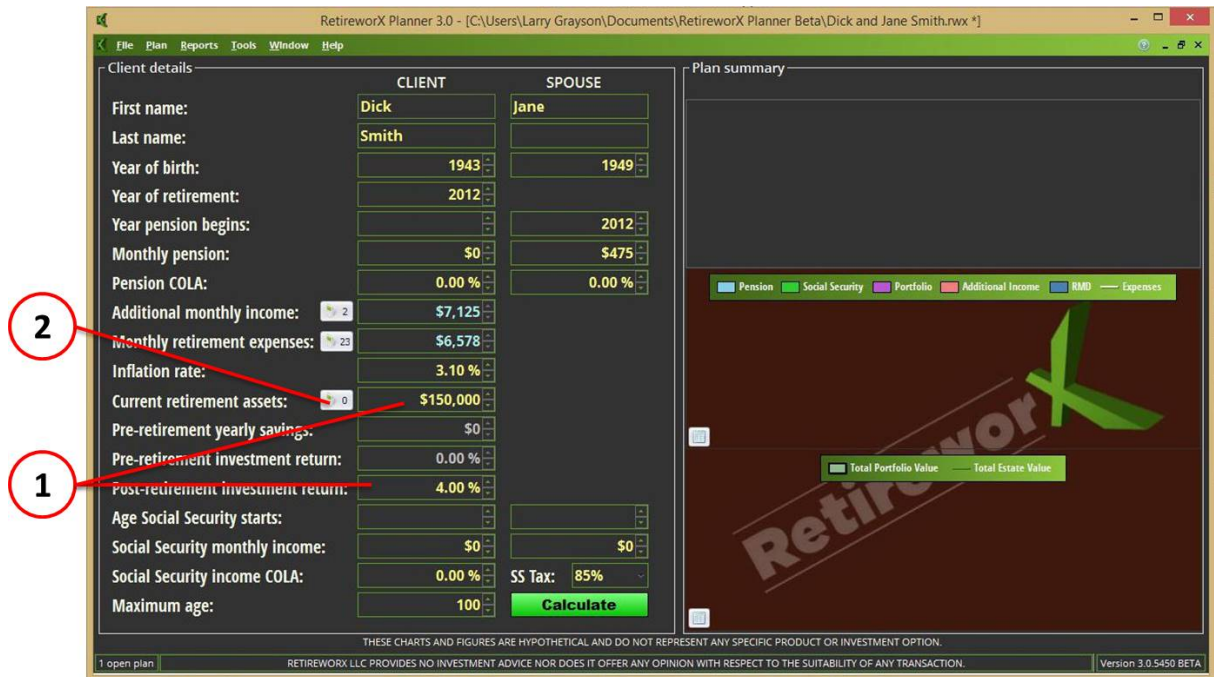 RetireworX Planner 3.0 - [C:\Users\Larry Grayson\Documents\RetireworX Planner Beta\Dick and Jane Smith.rwx *]
File Plan Reports Tools Window Help
Client details
Plan summary
CLIENT SPOUSE
First name: Dick Jane
Last name: Smith
Year of birth: 1943 1949
Year of retirement: 2012
Year pension begins: 2012
Monthly pension: $0 $475
Pension COLA: 0.00 % 0.00 %
Pension Social Security Portfolio Additional Income RMD Expenses
Additional monthly income: 2 $7,125
2
Monthly retirement expenses: 23 $6,578
Inflation rate: 3.10 %
Current retirement assets: 0 $150,000
Pre-retirement yearly savings: $0
Pre-retirement investment return: 0.00 %
Total Portfolio Value Total Estate Value
1
Post-retirement investment return: 4.00 %
Age Social Security starts:
Social Security monthly income: $0 $0
Social Security income COLA: 0.00 % SS Tax: 85%
Maximum age: 100 Calculate
RetireworX
THESE CHARTS AND FIGURES ARE HYPOTHETICAL AND DO NOT REPRESENT ANY SPECIFIC PRODUCT OR INVESTMENT OPTION.
1 open plan RETIREWORX LLC PROVIDES NO INVESTMENT ADVICE NOR DOES IT OFFER ANY OPINION WITH RESPECT TO THE SUITABILITY OF ANY TRANSACTION. Version 3.0.5450 BETA